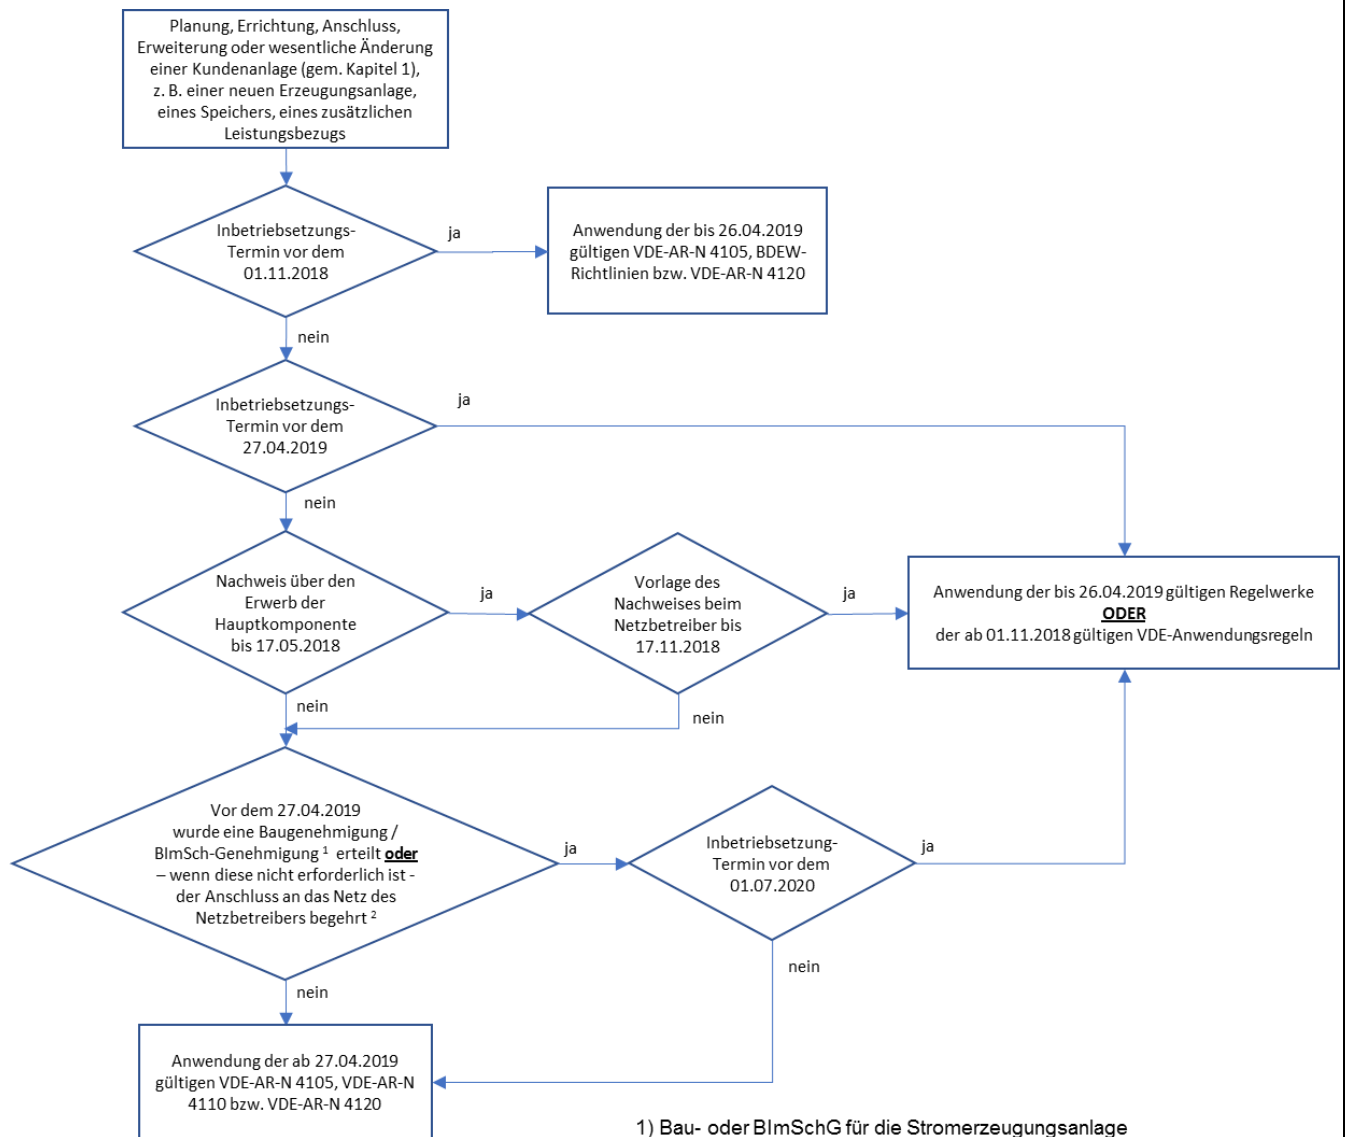 Planung, Errichtung, Anschluss,
Erweiterung oder wesentliche Änderung
einer Kundenanlage (gem. Kapitel 1),
z. B. einer neuen Erzeugungsanlage,
eines Speichers, eines zusätzlichen
Leistungsbezugs
Inbetriebsetzungs-
Termin vor dem
01.11.2018
ja
Anwendung der bis 26.04.2019
gültigen VDE-AR-N 4105, BDEW-
Richtlinien bzw. VDE-AR-N 4120
nein
Inbetriebsetzungs-
Termin vor dem
27.04.2019
ja
nein
Nachweis über den
Erwerb der
Hauptkomponente
bis 17.05.2018
ja
Vorlage des
Nachweises beim
Netzbetreiber bis
17.11.2018
ja
Anwendung der bis 26.04.2019 gültigen Regelwerke
ODER
der ab 01.11.2018 gültigen VDE-Anwendungsregeln
nein
nein
Vor dem 27.04.2019
wurde eine Baugenehmigung /
BImSch-Genehmigung ¹ erteilt oder
– wenn diese nicht erforderlich ist -
der Anschluss an das Netz des
Netzbetreibers begehrt ²
ja
Inbetriebsetzung-
Termin vor dem
01.07.2020
ja
nein
nein
Anwendung der ab 27.04.2019
gültigen VDE-AR-N 4105, VDE-AR-N
4110 bzw. VDE-AR-N 4120
1) Bau- oder BImSchG für die Stromerzeugungsanlage